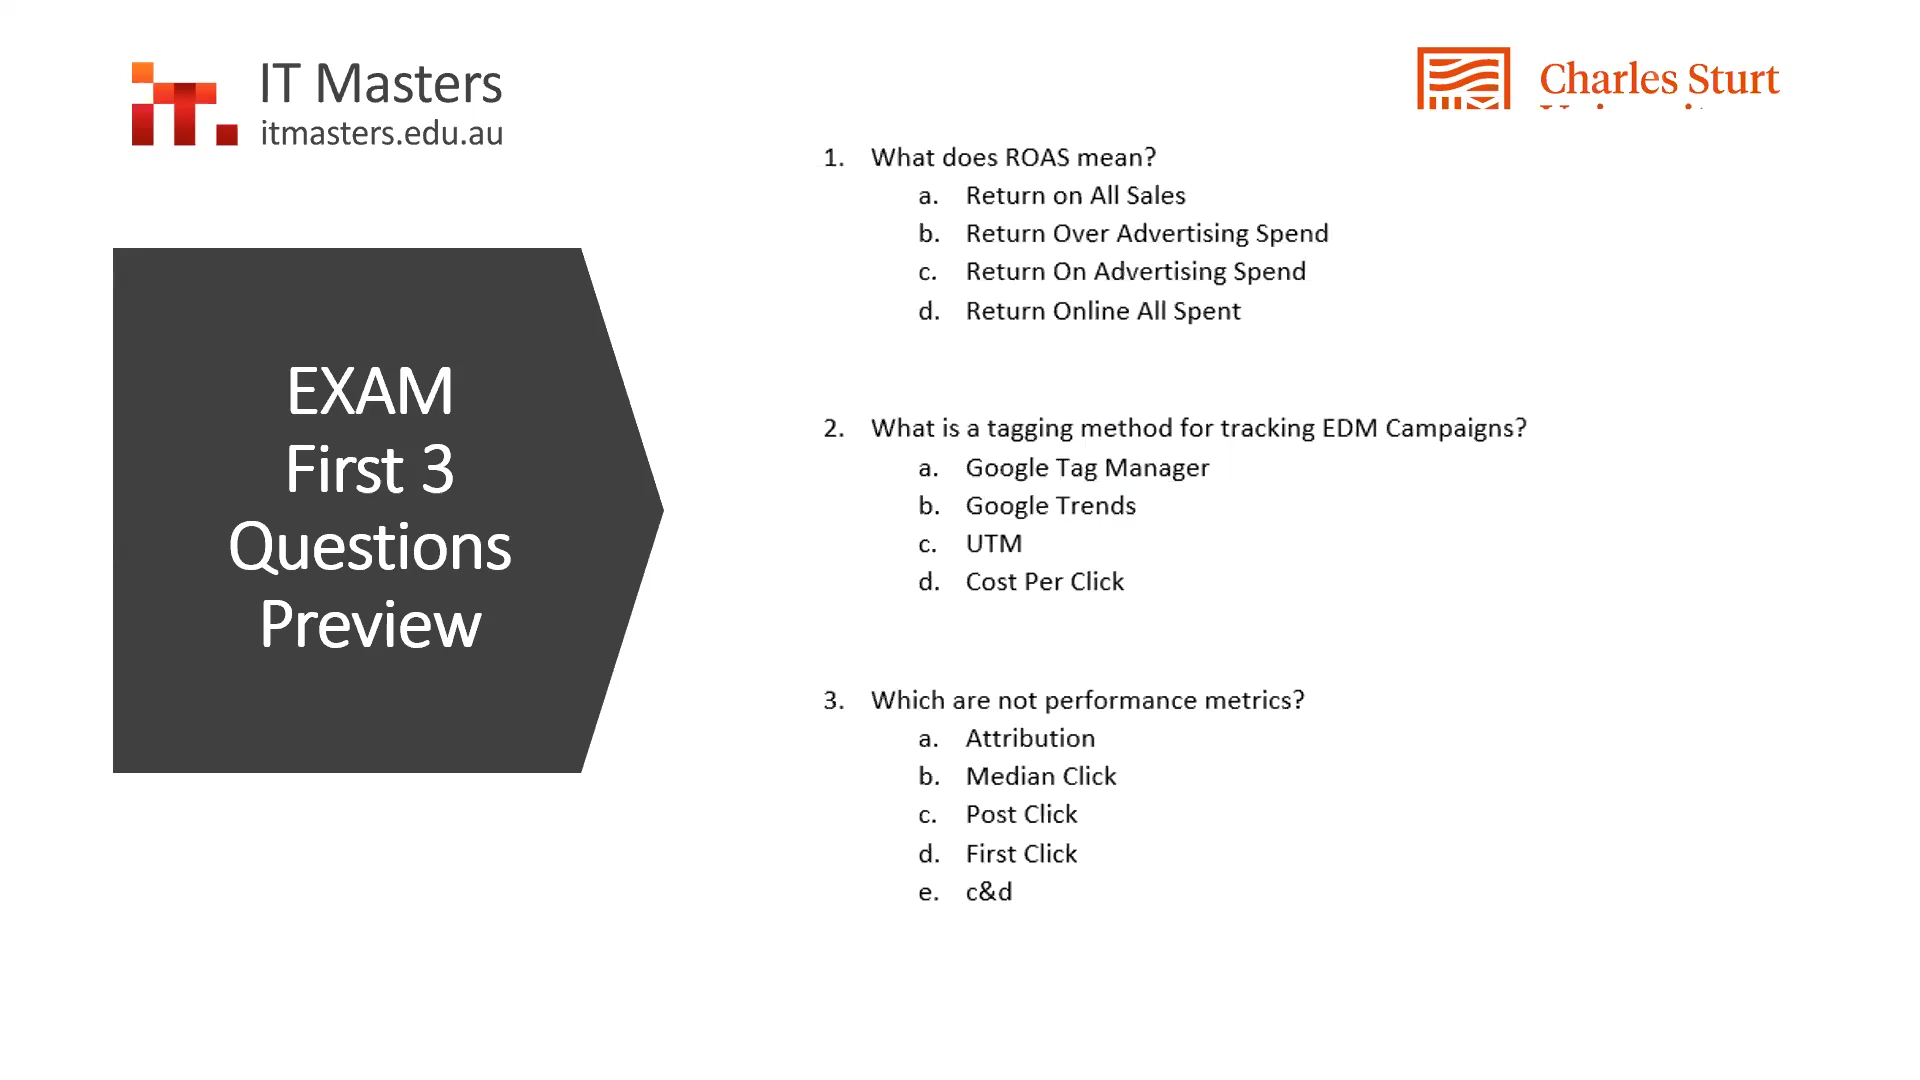 IT Masters
itmasters.edu.au
Charles Sturt
EXAM
First 3
Questions
Preview
1. What does ROAS mean?
a. Return on All Sales
b. Return Over Advertising Spend
c. Return On Advertising Spend
d. Return Online All Spent
2. What is a tagging method for tracking EDM Campaigns?
a. Google Tag Manager
b. Google Trends
c. UTM
d. Cost Per Click
3. Which are not performance metrics?
a. Attribution
b. Median Click
c. Post Click
d. First Click
e. c&d